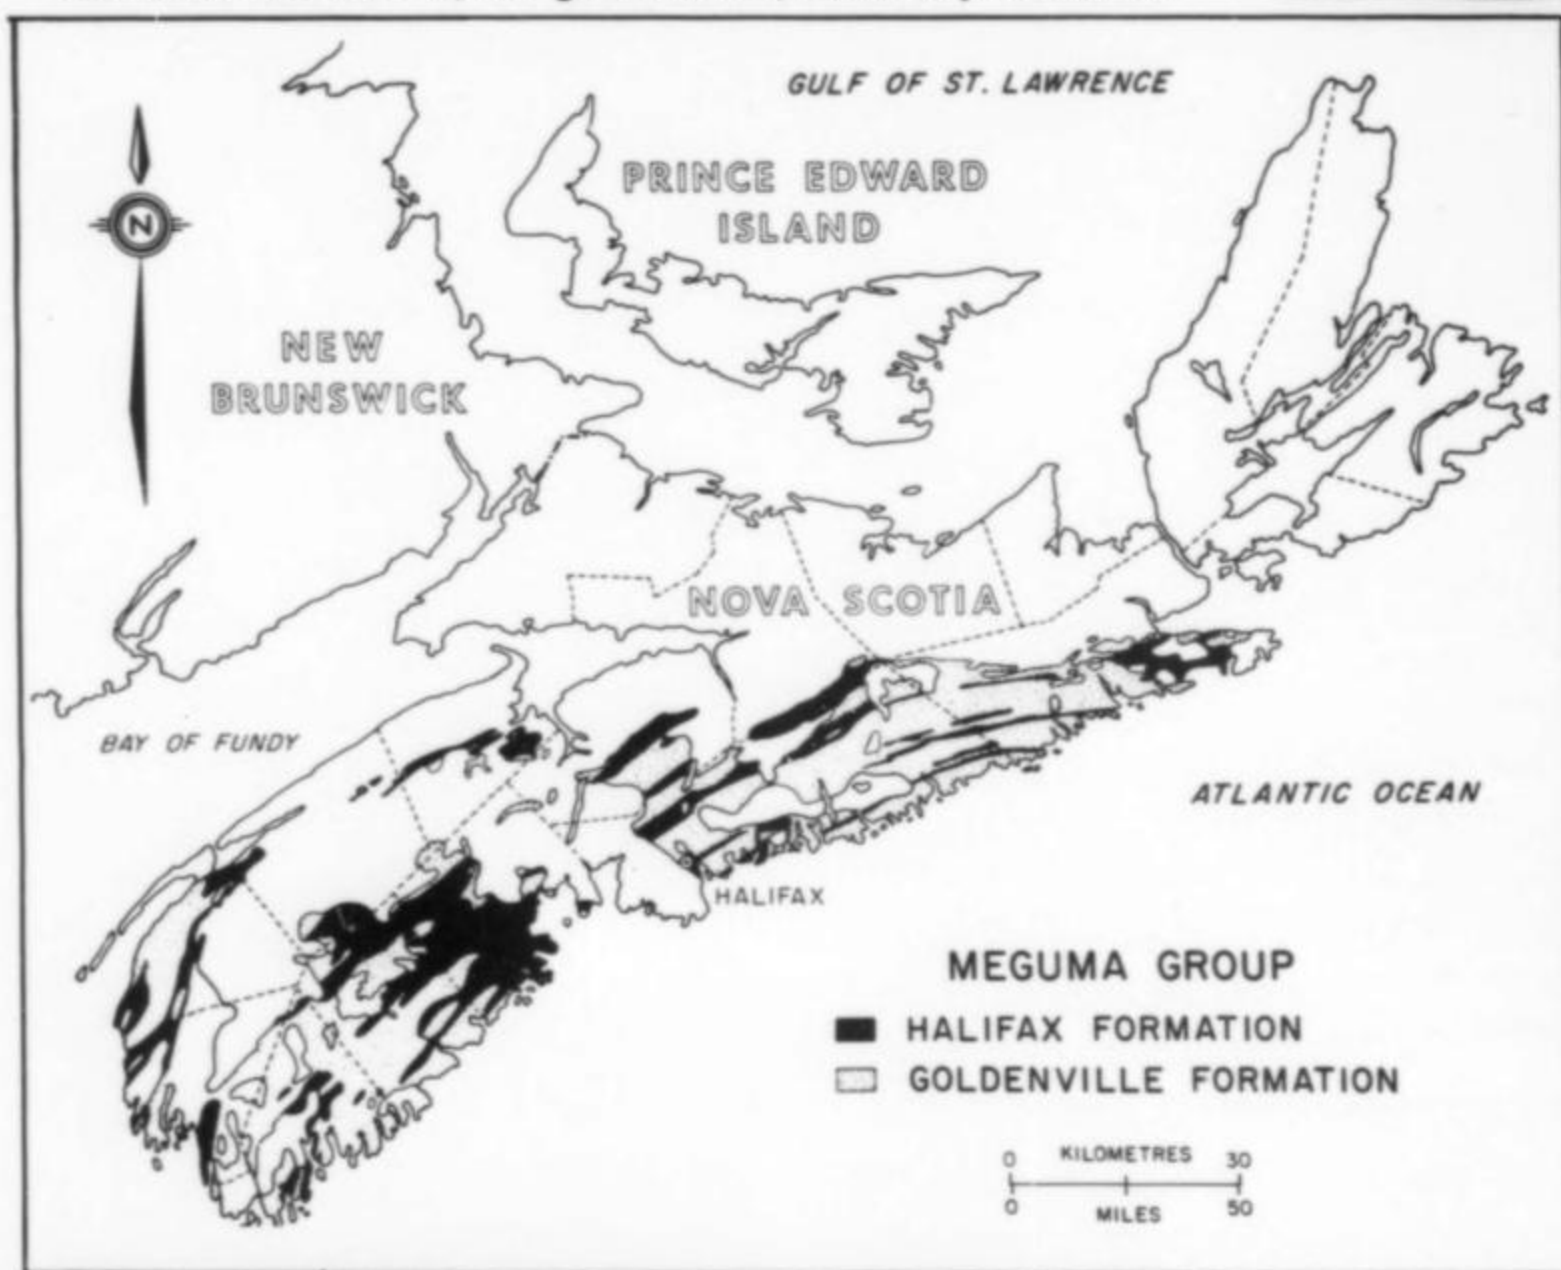 GULF OF ST. LAWRENCE
PRINCE EDWARD
ISLAND
N
NEW
BRUNSWICK
NOVA SCOTIA
BAY OF FUNDY
ATLANTIC OCEAN
HALIFAX
MEGUMA GROUP
HALIFAX FORMATION
GOLDENVILLE FORMATION
0 KILOMETRES 30
0 MILES 50